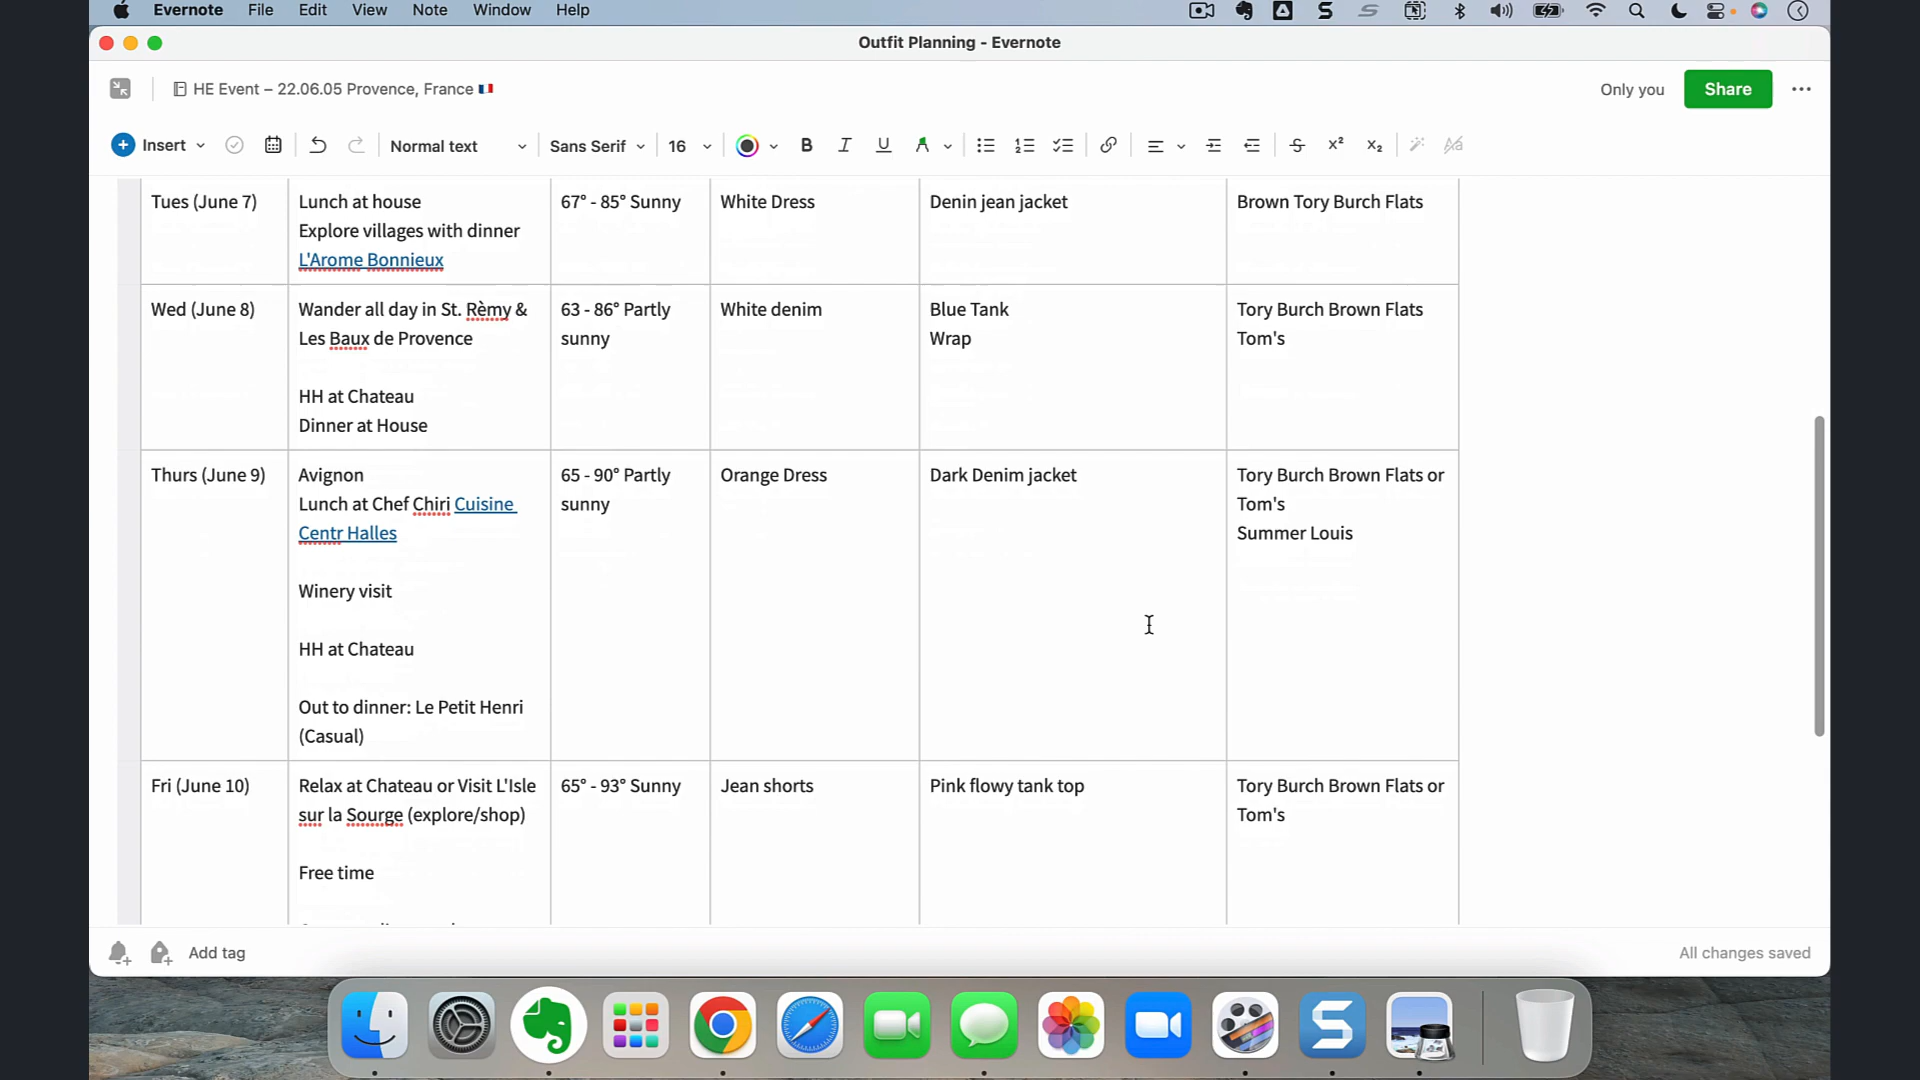 Evernote File Edit View Note Window Help
Outfit Planning - Evernote
HE Event – 22.06.05 Provence, France
Only you
Share
Insert
Normal text
Sans Serif
16
Tues (June 7)
Lunch at house
Explore villages with dinner
L'Arome Bonnieux
67° - 85° Sunny
White Dress
Denin jean jacket
Brown Tory Burch Flats
Wed (June 8)
Wander all day in St. Rèmy &
Les Baux de Provence
HH at Chateau
Dinner at House
63 - 86° Partly
sunny
White denim
Blue Tank
Wrap
Tory Burch Brown Flats
Tom's
Thurs (June 9)
Avignon
Lunch at Chef Chiri Cuisine
Centr Halles
Winery visit
HH at Chateau
Out to dinner: Le Petit Henri
(Casual)
65 - 90° Partly
sunny
Orange Dress
Dark Denim jacket
Tory Burch Brown Flats or
Tom's
Summer Louis
Fri (June 10)
Relax at Chateau or Visit L'Isle
sur la Sourge (explore/shop)
Free time
65° - 93° Sunny
Jean shorts
Pink flowy tank top
Tory Burch Brown Flats or
Tom's
Add tag
All changes saved